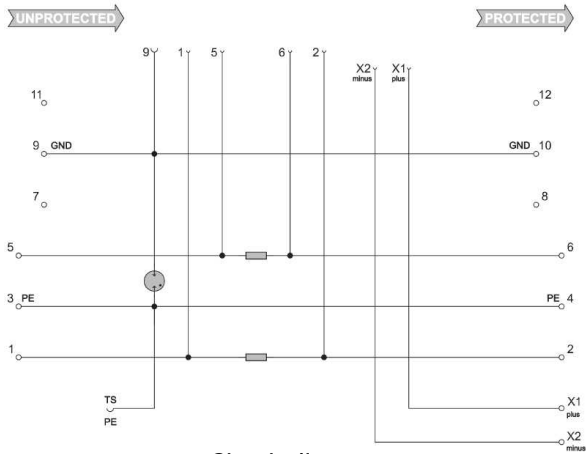 UNPROTECTED
PROTECTED
9 1 5 6 2
X2 X1
minus plus
11 12
9 GND GND 10
7 8
5 6
3 PE PE 4
1 2
TS
PE
X1
plus
X2
minus